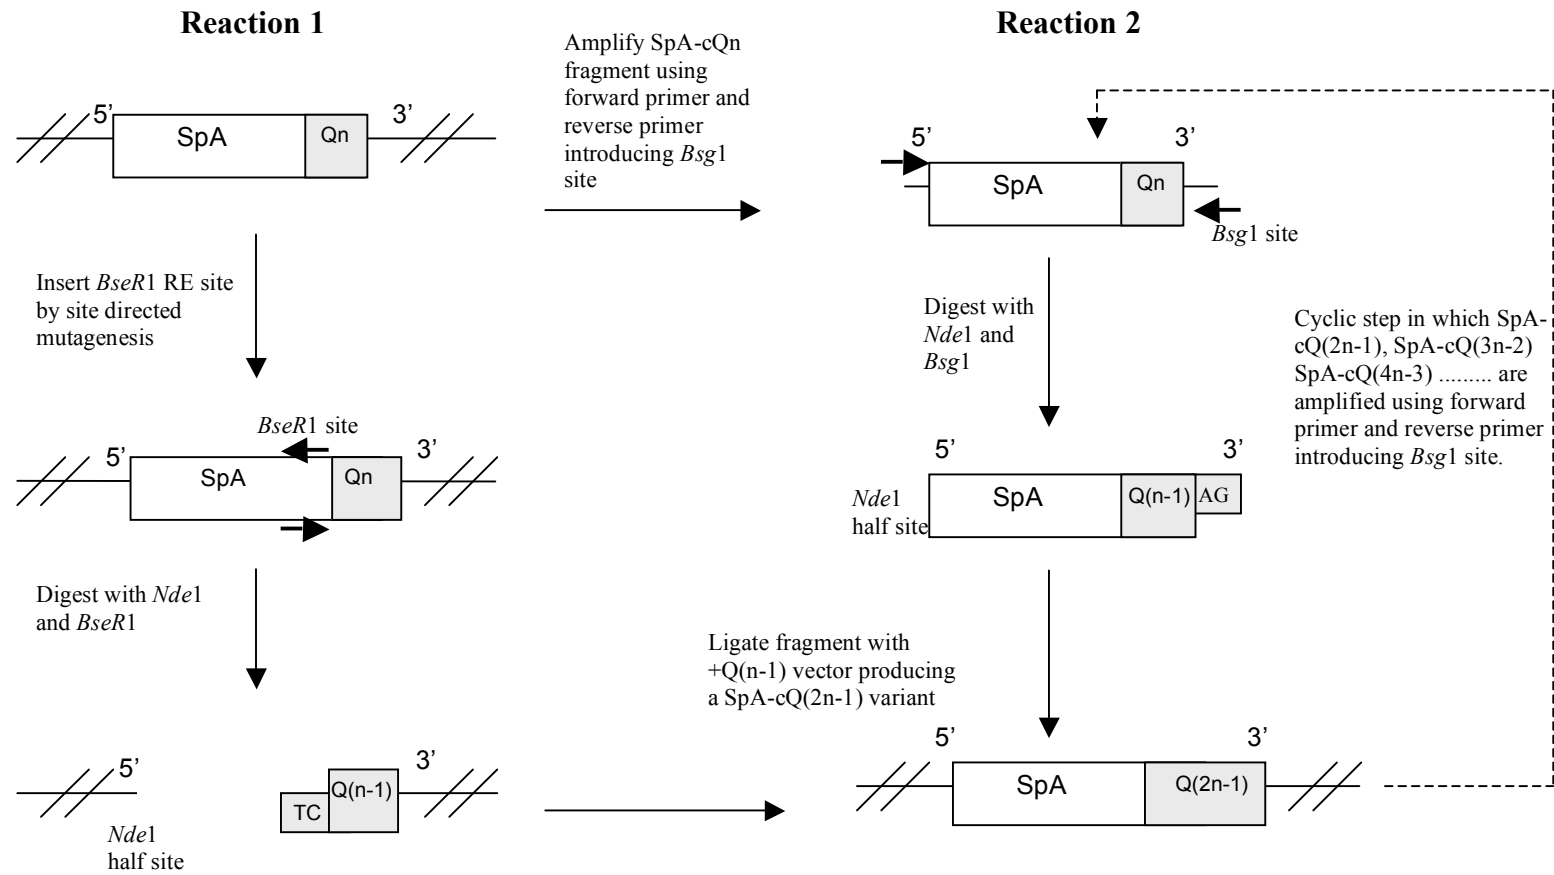 Reaction 1
Reaction 2
5’
SpA
Qn
3’
Amplify SpA-cQn
fragment using
forward primer and
reverse primer
introducing Bsg1
site
5’
3’
SpA
Qn
Bsg1 site
Insert BseR1 RE site
by site directed
mutagenesis
Digest with
Nde1 and
Bsg1
Cyclic step in which SpA-
cQ(2n-1), SpA-cQ(3n-2)
SpA-cQ(4n-3) ......... are
amplified using forward
primer and reverse primer
introducing Bsg1 site.
BseR1 site
5’
3’
SpA
Qn
5’
3’
Nde1
half site
SpA
Q(n-1)
AG
Digest with Nde1
and BseR1
Ligate fragment with
+Q(n-1) vector producing
a SpA-cQ(2n-1) variant
5’
3’
TC
Q(n-1)
Nde1
half site
5’
3’
SpA
Q(2n-1)